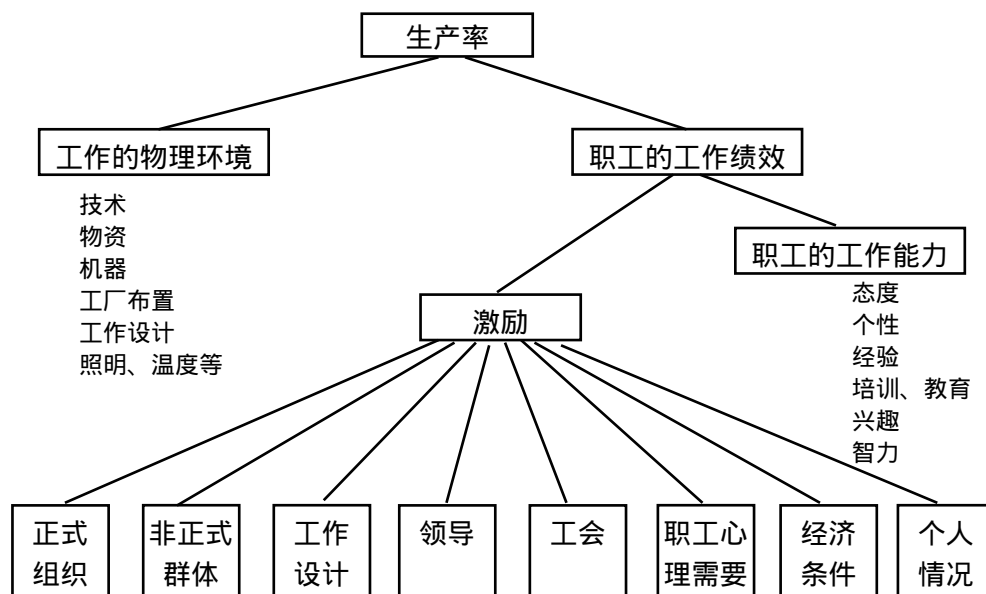 生产率
工作的物理环境
职工的工作绩效
技术
物资
机器
工厂布置
工作设计
照明、温度等
职工的工作能力
态度
个性
经验
培训、教育
兴趣
智力
激励
正式
组织
非正式
群体
工作
设计
领导
工会
职工心
理需要
经济
条件
个人
情况